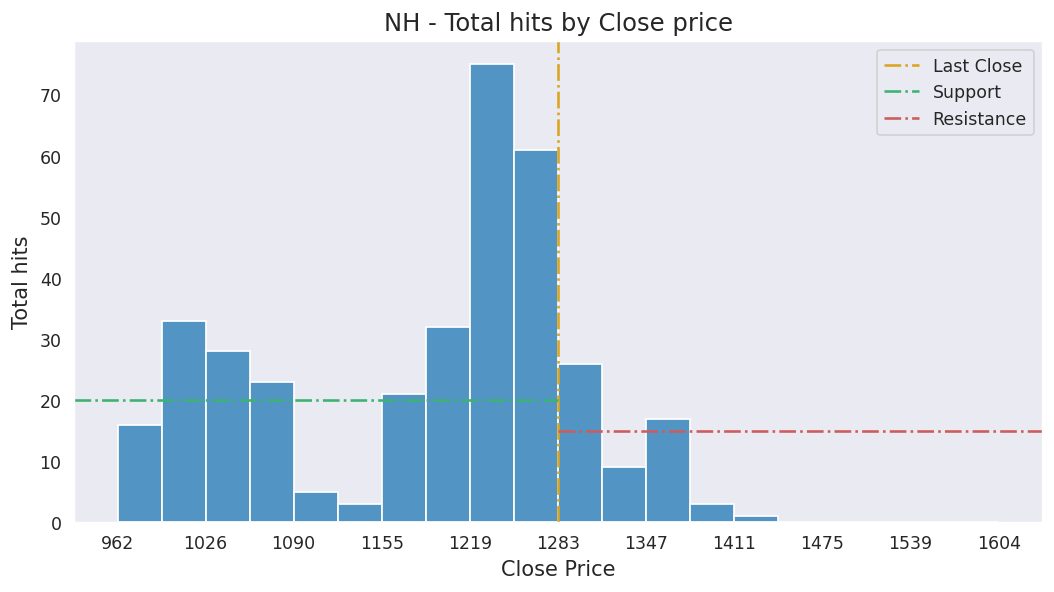 NH - Total hits by Close price
Last Close
Support
Resistance
Total hits
70
60
50
40
30
20
10
0
962 1026 1090 1155 1219 1283 1347 1411 1475 1539 1604
Close Price